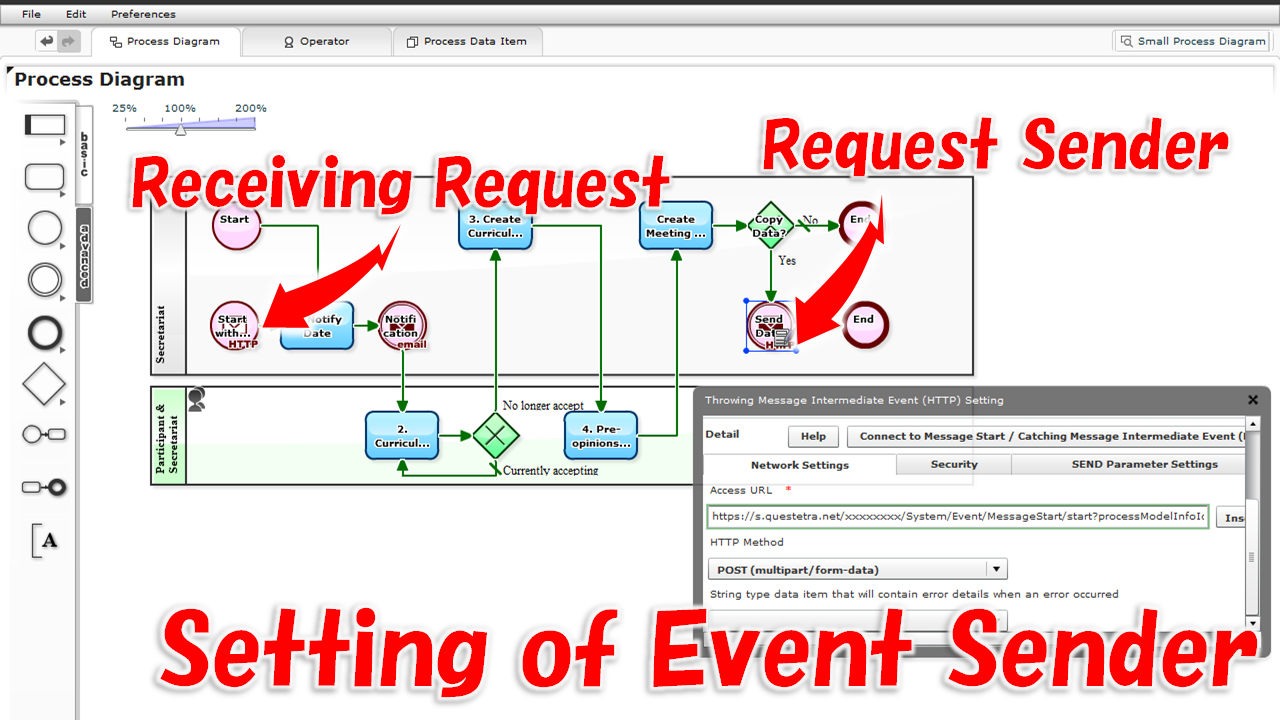 File Edit Preferences
Process Diagram Operator Process Data Item Small Process Diagram
Process Diagram
25% 100% 200%
basic
advanced
Receiving Request
Request Sender
Secretariat
Start
3. Create
Curricul...
Create
Meeting ...
Copy
Data?
No
End
Yes
Start
with...
HTTP
Notify
Date
Notifi
cation
email
Send
Dat
End
Participant &
Secretariat
2.
Curricul...
No longer accept
Currently accepting
4. Pre-
opinions...
Throwing Message Intermediate Event (HTTP) Setting
Detail Help Connect to Message Start / Catching Message Intermediate Event (
Network Settings Security SEND Parameter Settings
Access URL *
https://s.questetra.net/xxxxxxxx/System/Event/MessageStart/start?processModelInfoI
Ins
HTTP Method
POST (multipart/form-data)
String type data item that will contain error details when an error occurred
A
Setting of Event Sender